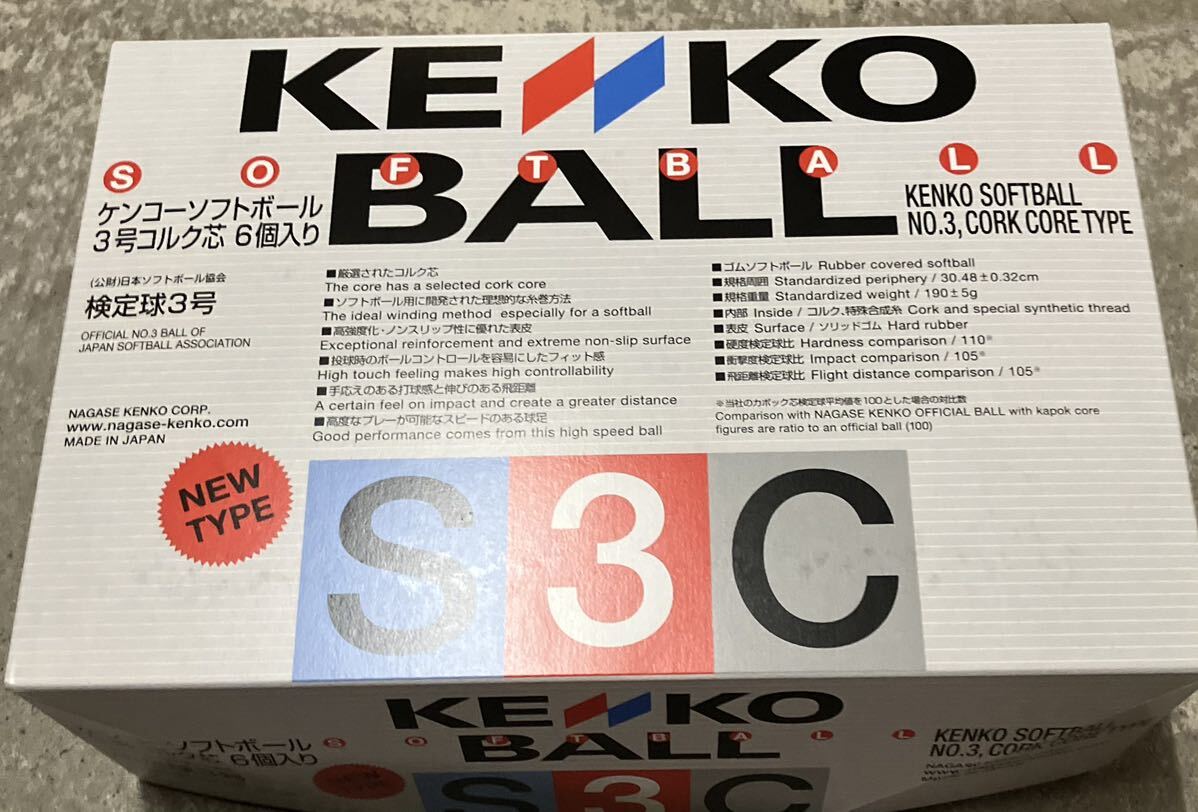 KENKO
BALL
S O F T B A L L
ケンコーソフトボール
3号コルク芯 6個入り
KENKO SOFTBALL
NO.3, CORK CORE TYPE
(公財)日本ソフトボール協会
検定球3号
OFFICIAL NO.3 BALL OF
JAPAN SOFTBALL ASSOCIATION
NAGASE KENKO CORP.
www.nagase-kenko.com
MADE IN JAPAN
■厳選されたコルク芯
The core has a selected cork core
■ソフトボール用に開発された理想的な糸巻方法
The ideal winding method especially for a softball
■高強度化・ノンスリップ性に優れた表皮
Exceptional reinforcement and extreme non-slip surface
■投球時のボールコントロールを容易にしたフィット感
High touch feeling makes high controllability
■手応えのある打球感と伸びのある飛距離
A certain feel on impact and create a greater distance
■高度なプレーが可能なスピードのある球足
Good performance comes from this high speed ball
■ゴムソフトボール Rubber covered softball
■規格周囲 Standardized periphery / 30.48±0.32cm
■規格重量 Standardized weight / 190±5g
■内部 Inside / コルク、特殊合成糸 Cork and special synthetic thread
■表皮 Surface / ソリッドゴム Hard rubber
■硬度検定球比 Hardness comparison / 110※
■衝撃度検定球比 Impact comparison / 105※
■飛距離検定球比 Flight distance comparison / 105※
※当社のカポック芯検定球平均値を100とした場合の対比数
Comparison with NAGASE KENKO OFFICIAL BALL with kapok core
figures are ratio to an official ball (100)
NEW
TYPE
S3C
KENKO
BALL
S O F T B A L L
ソフトボール
ク芯 6個入り
KENKO SOFTBALL
NO.3, CORK CORE TYPE
NEW
TYPE
S3C